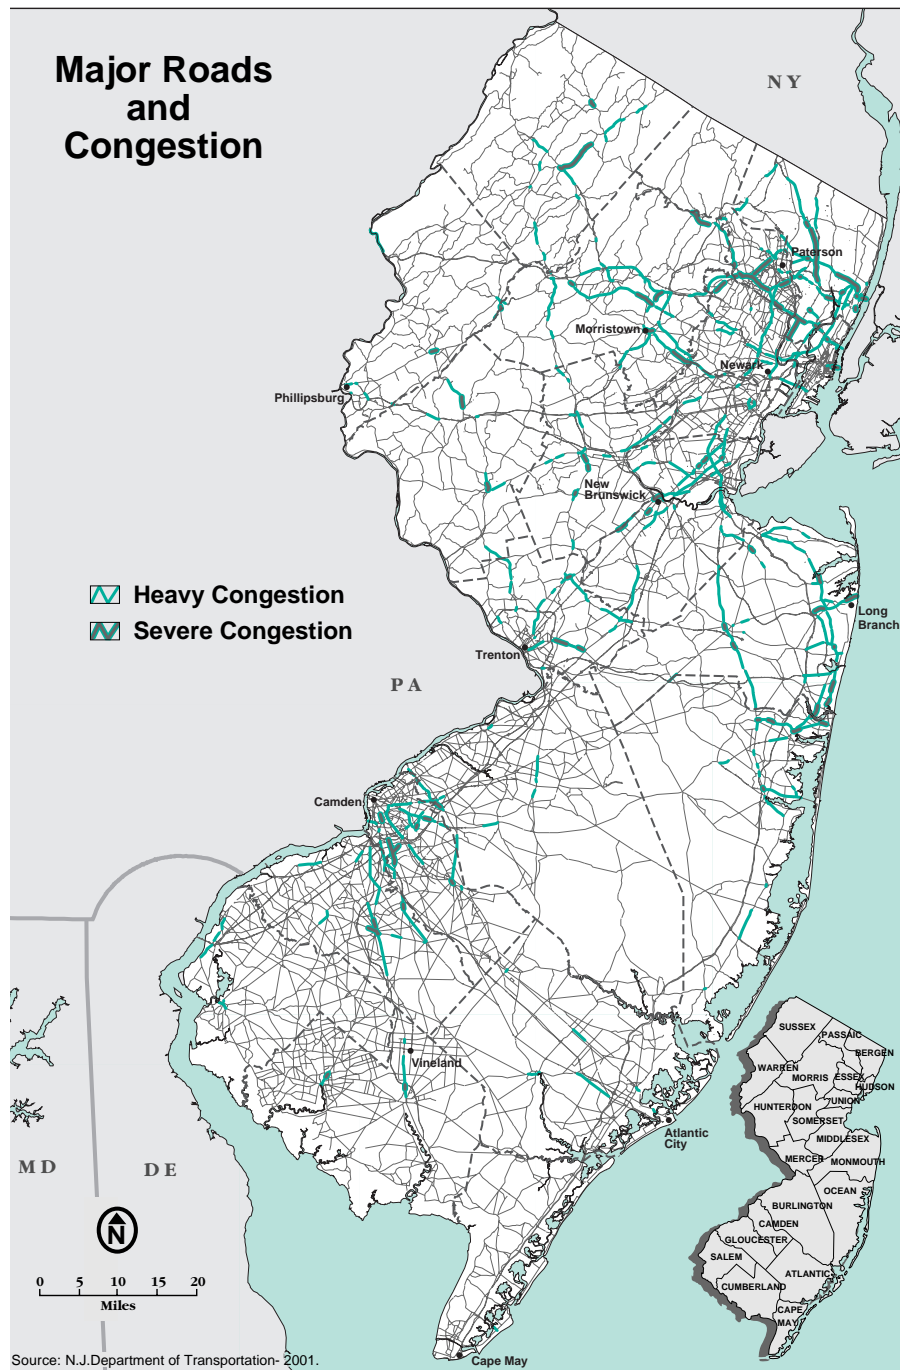 Major Roads
and
Congestion
NY
Paterson
Morristown
Newark
Phillipsburg
New
Brunswick
Heavy Congestion
Severe Congestion
Long
Branch
Trenton
PA
Camden
Vineland
Atlantic
City
MD
DE
N
0 5 10 15 20
Miles
Cape May
SUSSEX
PASSAIC
BERGEN
WARREN
MORRIS
ESSEX
HUDSON
UNION
HUNTERDON
SOMERSET
MIDDLESEX
MERCER
MONMOUTH
OCEAN
BURLINGTON
CAMDEN
GLOUCESTER
SALEM
ATLANTIC
CUMBERLAND
CAPE
MAY
Source: N.J.Department of Transportation- 2001.